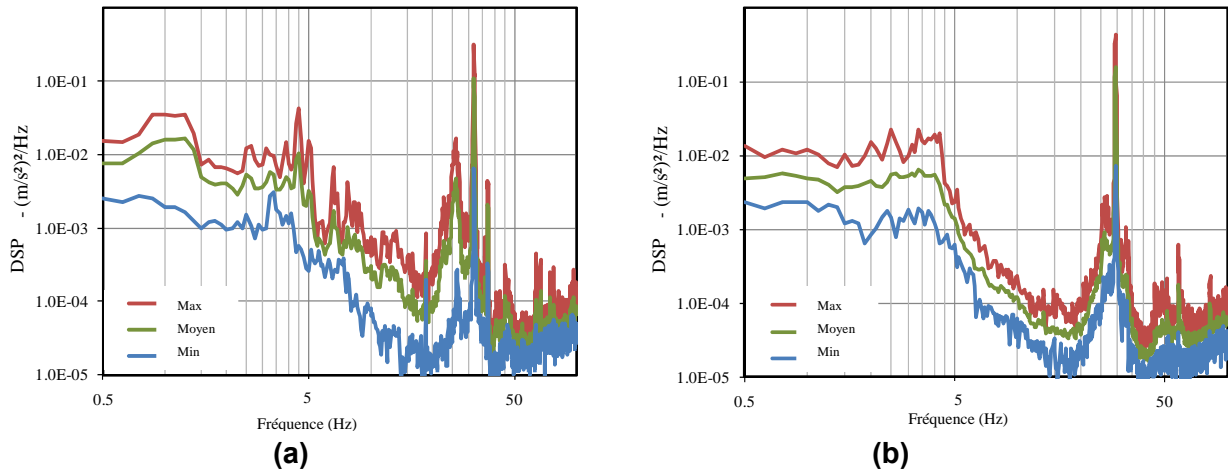 1.0E-01
1.0E-02
1.0E-03
1.0E-04
1.0E-05
DSP - (m/s²)²/Hz
Max
Moyen
Min
0.5 5 50
Fréquence (Hz)
(a)
1.0E-01
1.0E-02
1.0E-03
1.0E-04
1.0E-05
DSP - (m/s²)²/Hz
Max
Moyen
Min
0.5 5 50
Fréquence (Hz)
(b)